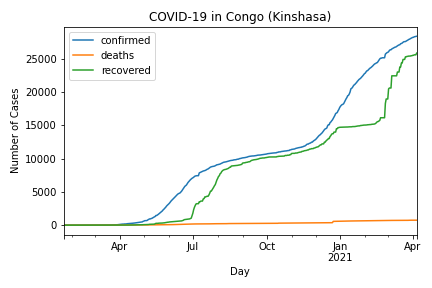 COVID-19 in Congo (Kinshasa)
confirmed
deaths
recovered
Number of Cases
25000
20000
15000
10000
5000
0
Apr Jul Oct Jan Apr
2021
Day